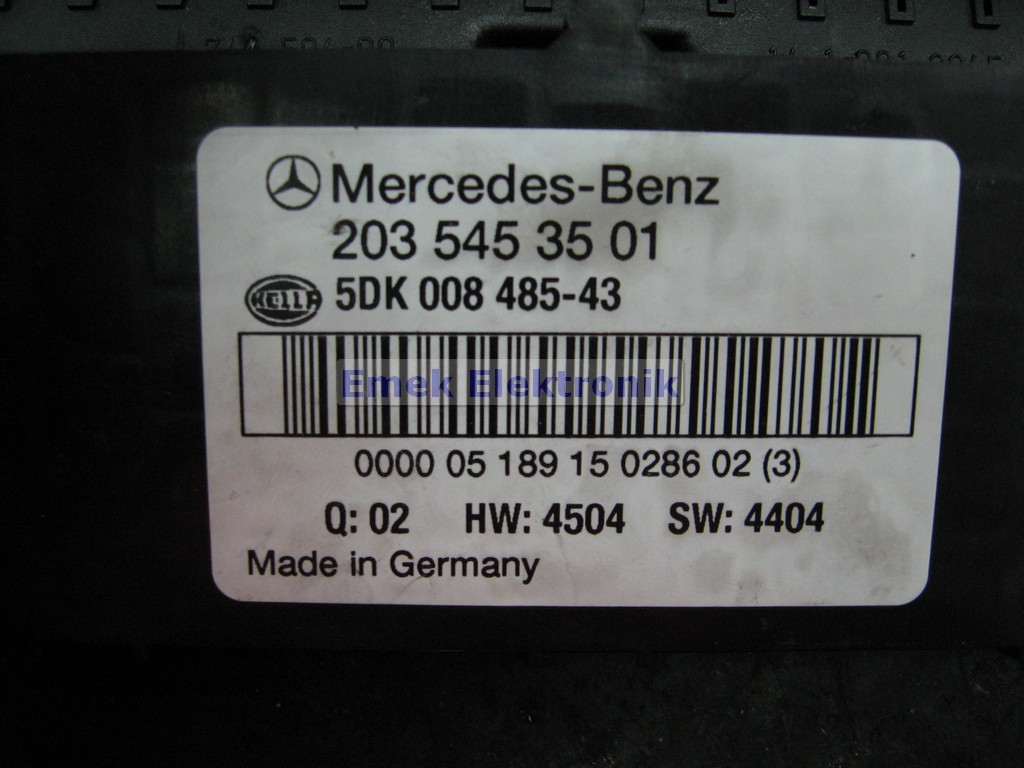 Mercedes-Benz
203 545 35 01
HELLA 5DK 008 485-43
Emek Elektronik
0000 05 189 15 0286 02 (3)
Q: 02 HW: 4504 SW: 4404
Made in Germany